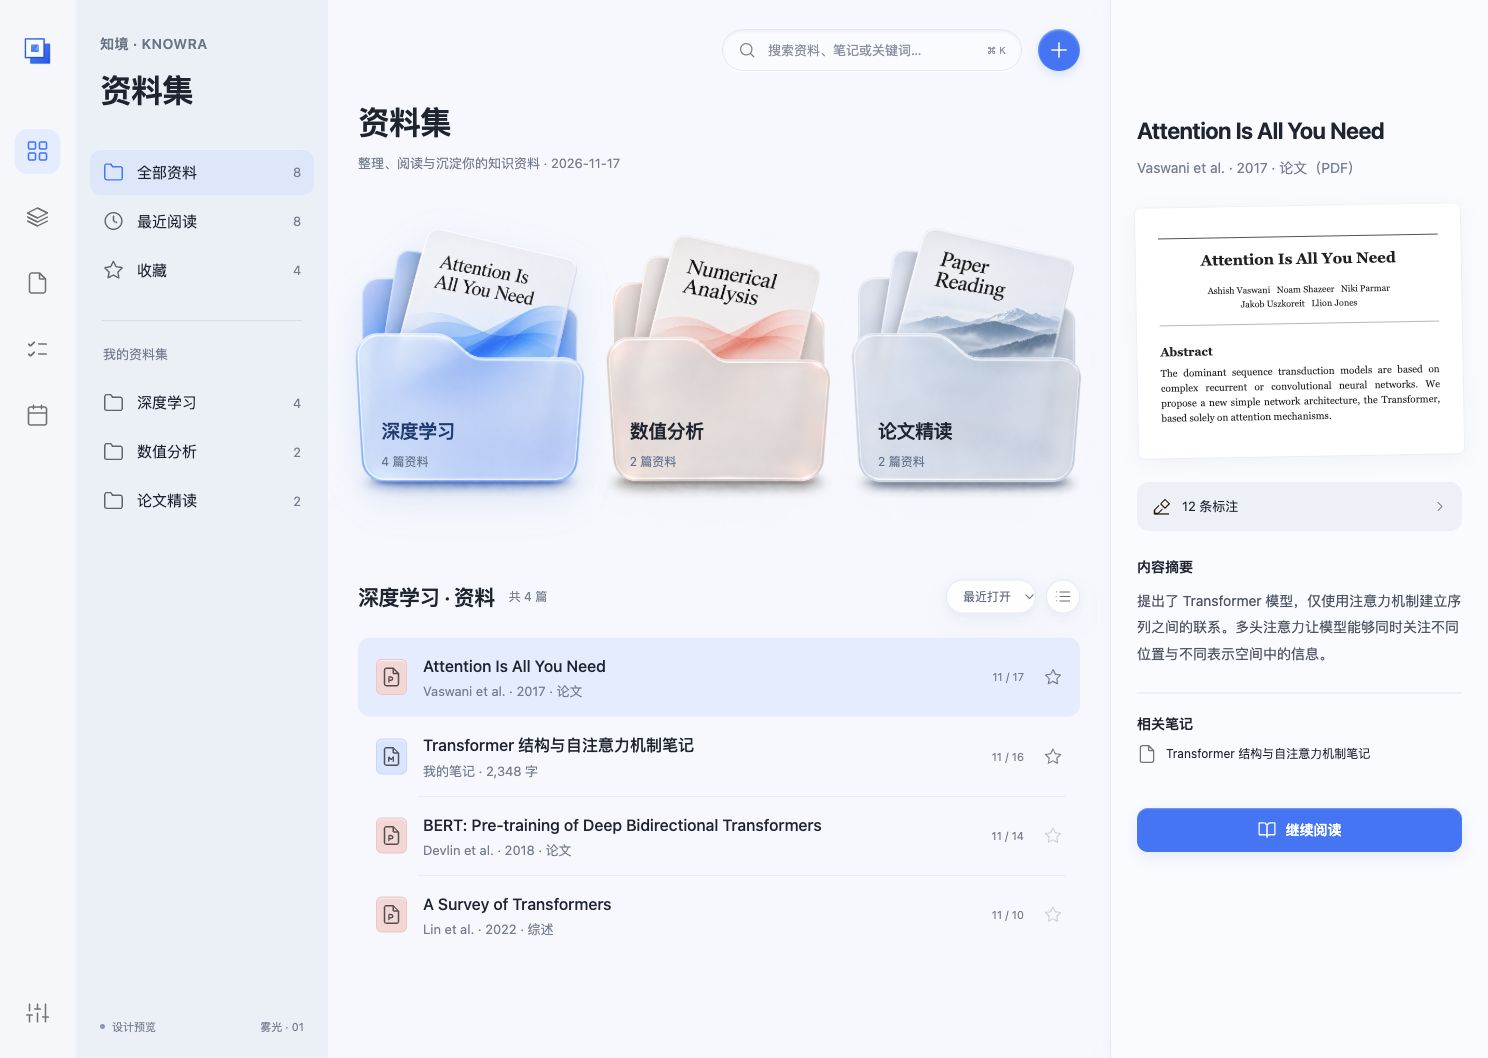 知境 · KNOWRA
资料集
全部资料 8
最近阅读 8
收藏 4
我的资料集
深度学习 4
数值分析 2
论文精读 2
设计预览 雾光 · 01
搜索资料、笔记或关键词... ⌘ K
资料集
整理、阅读与沉淀你的知识资料 · 2026-11-17
Attention Is
All You Need
深度学习
4 篇资料
Numerical
Analysis
数值分析
2 篇资料
Paper
Reading
论文精读
2 篇资料
深度学习 · 资料 共 4 篇
最近打开
P
Attention Is All You Need
Vaswani et al. · 2017 · 论文
11 / 17
M
Transformer 结构与自注意力机制笔记
我的笔记 · 2,348 字
11 / 16
P
BERT: Pre-training of Deep Bidirectional Transformers
Devlin et al. · 2018 · 论文
11 / 14
P
A Survey of Transformers
Lin et al. · 2022 · 综述
11 / 10
Attention Is All You Need
Vaswani et al. · 2017 · 论文（PDF）
Attention Is All You Need
Ashish Vaswani Noam Shazeer Niki Parmar
Jakob Uszkoreit Llion Jones
Abstract
The dominant sequence transduction models are based on
complex recurrent or convolutional neural networks. We
propose a new simple network architecture, the Transformer,
based solely on attention mechanisms.
12 条标注
内容摘要
提出了 Transformer 模型，仅使用注意力机制建立序
列之间的联系。多头注意力让模型能够同时关注不同
位置与不同表示空间中的信息。
相关笔记
Transformer 结构与自注意力机制笔记
继续阅读